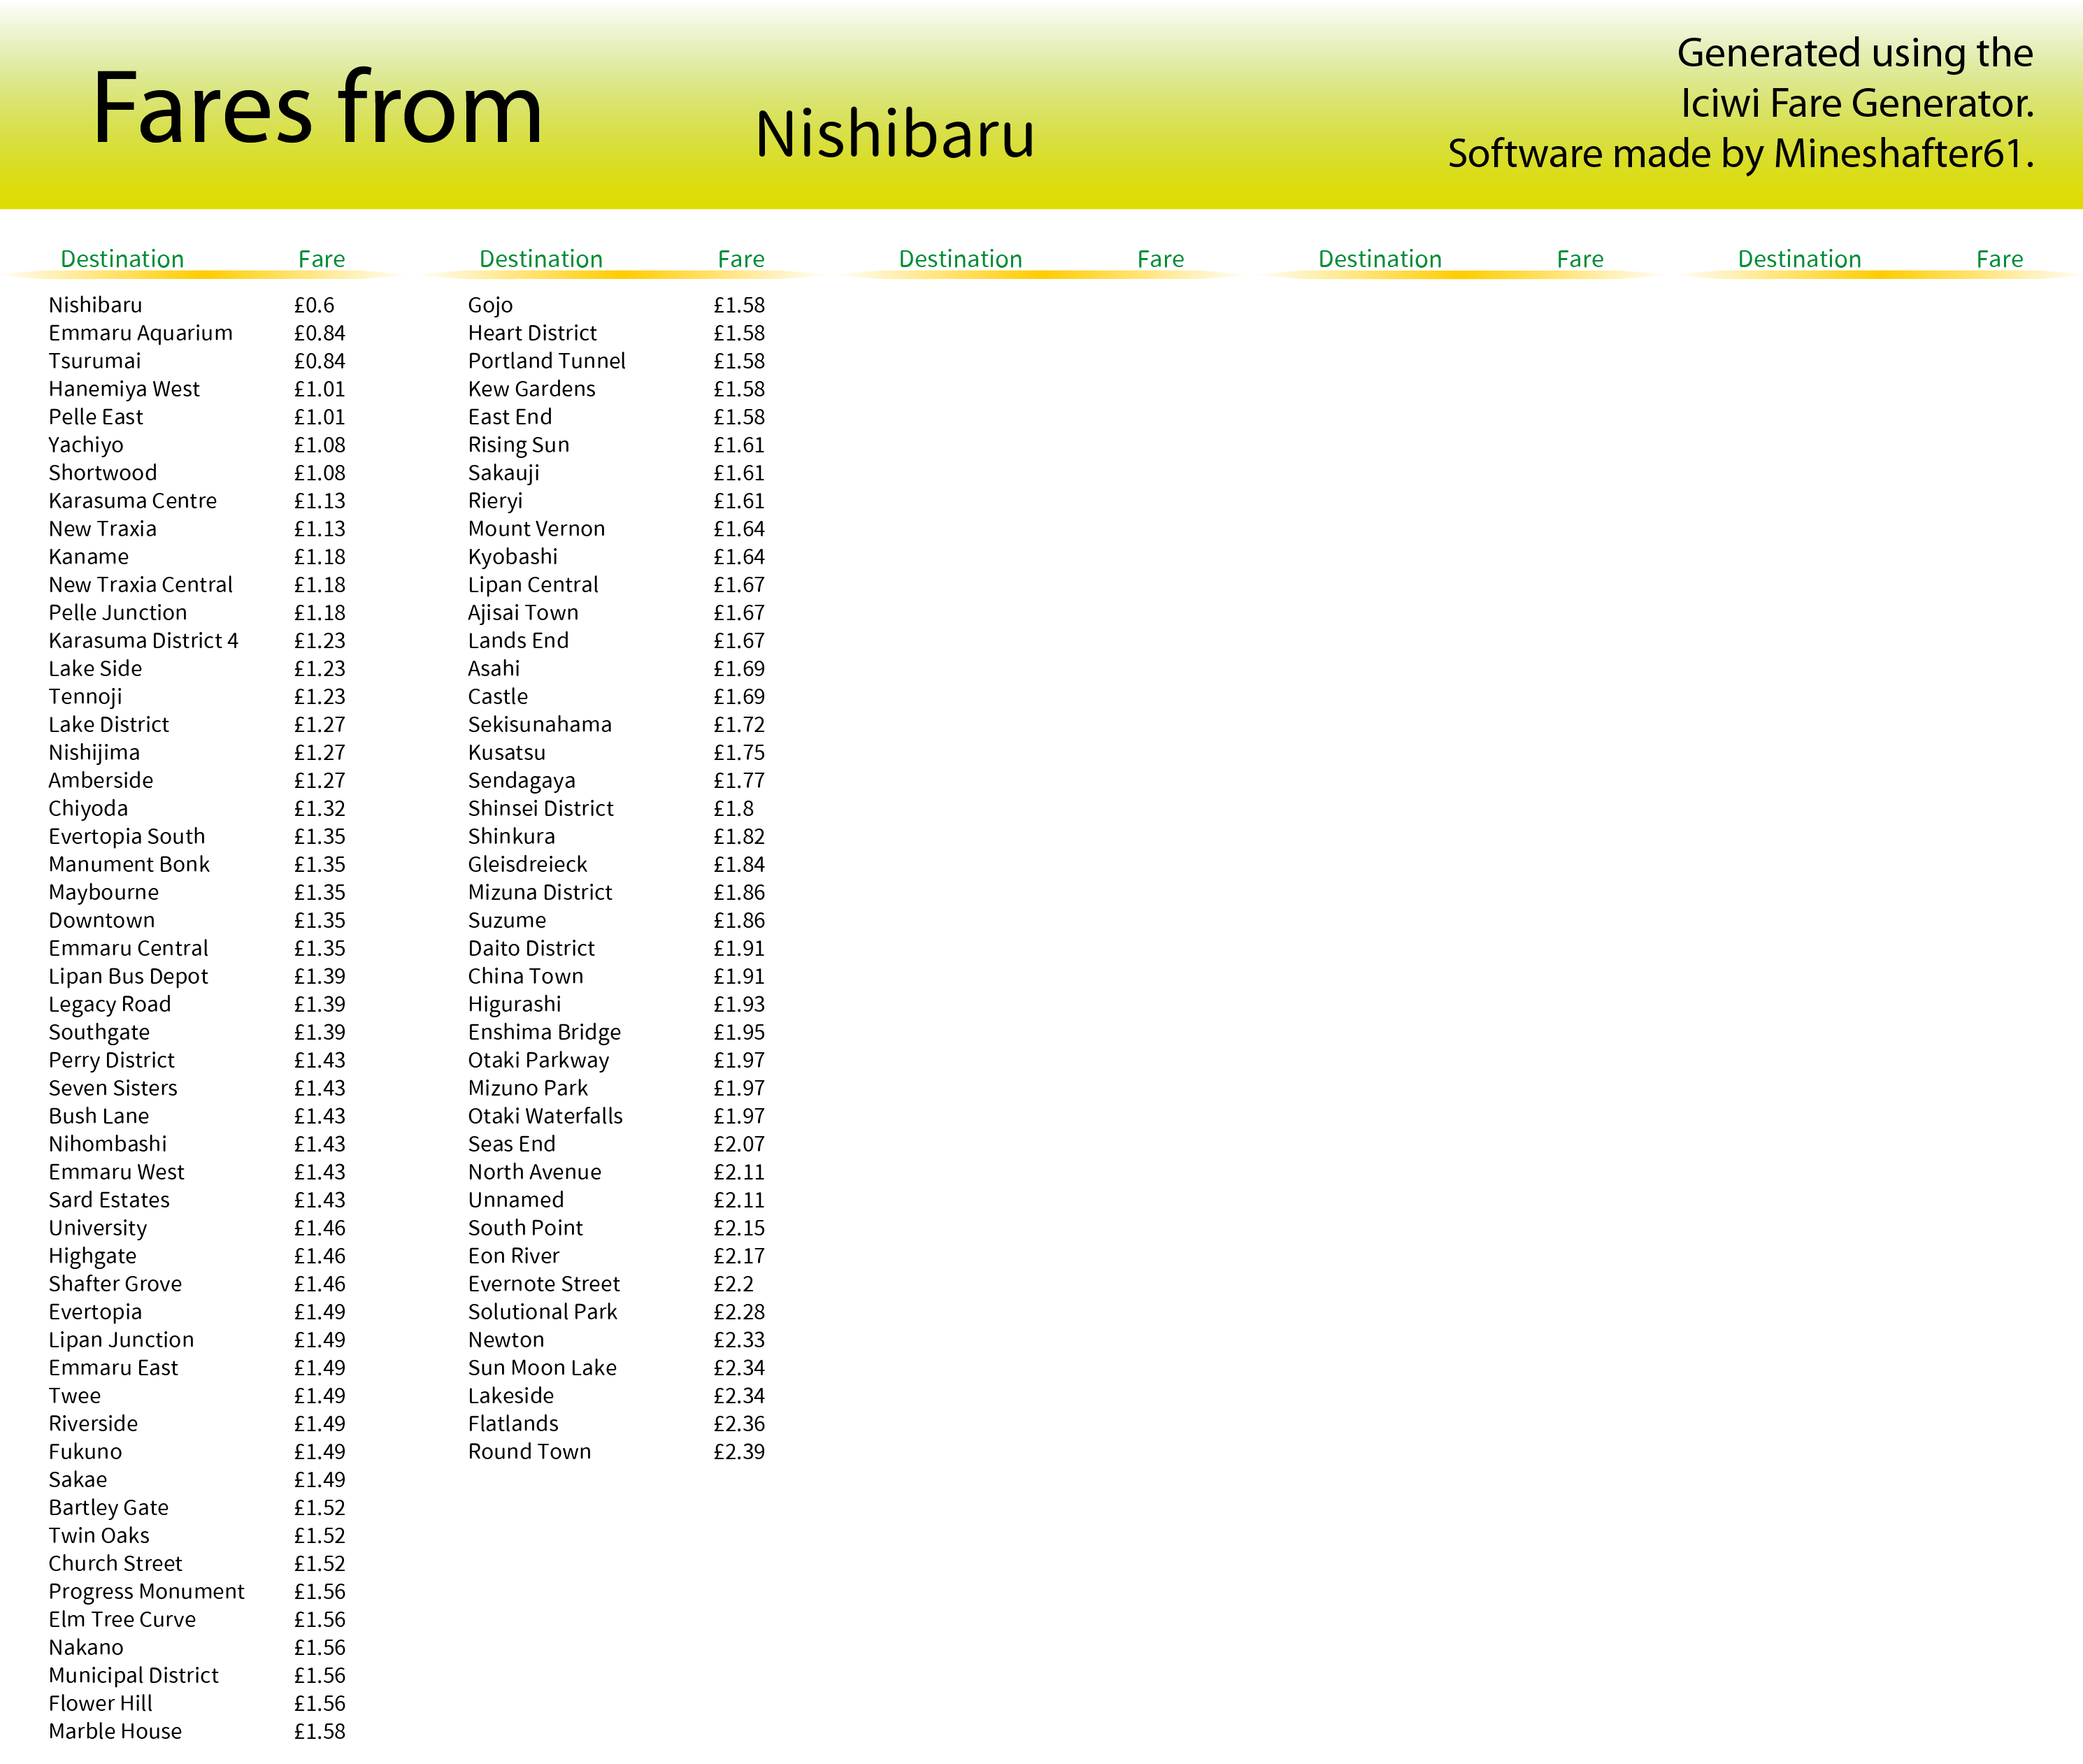 Fares from
Nishibaru
Generated using the
Iciwi Fare Generator.
Software made by Mineshafter61.
Destination Fare Destination Fare Destination Fare Destination Fare Destination Fare
Nishibaru £0.6
Emmaru Aquarium £0.84
Tsurumai £0.84
Hanemiya West £1.01
Pelle East £1.01
Yachiyo £1.08
Shortwood £1.08
Karasuma Centre £1.13
New Traxia £1.13
Kaname £1.18
New Traxia Central £1.18
Pelle Junction £1.18
Karasuma District 4 £1.23
Lake Side £1.23
Tennoji £1.23
Lake District £1.27
Nishijima £1.27
Amberside £1.27
Chiyoda £1.32
Evertopia South £1.35
Manument Bonk £1.35
Maybourne £1.35
Downtown £1.35
Emmaru Central £1.35
Lipan Bus Depot £1.39
Legacy Road £1.39
Southgate £1.39
Perry District £1.43
Seven Sisters £1.43
Bush Lane £1.43
Nihombashi £1.43
Emmaru West £1.43
Sard Estates £1.43
University £1.46
Highgate £1.46
Shafter Grove £1.46
Evertopia £1.49
Lipan Junction £1.49
Emmaru East £1.49
Twee £1.49
Riverside £1.49
Fukuno £1.49
Sakae £1.49
Bartley Gate £1.52
Twin Oaks £1.52
Church Street £1.52
Progress Monument £1.56
Elm Tree Curve £1.56
Nakano £1.56
Municipal District £1.56
Flower Hill £1.56
Marble House £1.58
Gojo £1.58
Heart District £1.58
Portland Tunnel £1.58
Kew Gardens £1.58
East End £1.58
Rising Sun £1.61
Sakauji £1.61
Rieryi £1.61
Mount Vernon £1.64
Kyobashi £1.64
Lipan Central £1.67
Ajisai Town £1.67
Lands End £1.67
Asahi £1.69
Castle £1.69
Sekisunahama £1.72
Kusatsu £1.75
Sendagaya £1.77
Shinsei District £1.8
Shinkura £1.82
Gleisdreieck £1.84
Mizuna District £1.86
Suzume £1.86
Daito District £1.91
China Town £1.91
Higurashi £1.93
Enshima Bridge £1.95
Otaki Parkway £1.97
Mizuno Park £1.97
Otaki Waterfalls £1.97
Seas End £2.07
North Avenue £2.11
Unnamed £2.11
South Point £2.15
Eon River £2.17
Evernote Street £2.2
Solutional Park £2.28
Newton £2.33
Sun Moon Lake £2.34
Lakeside £2.34
Flatlands £2.36
Round Town £2.39